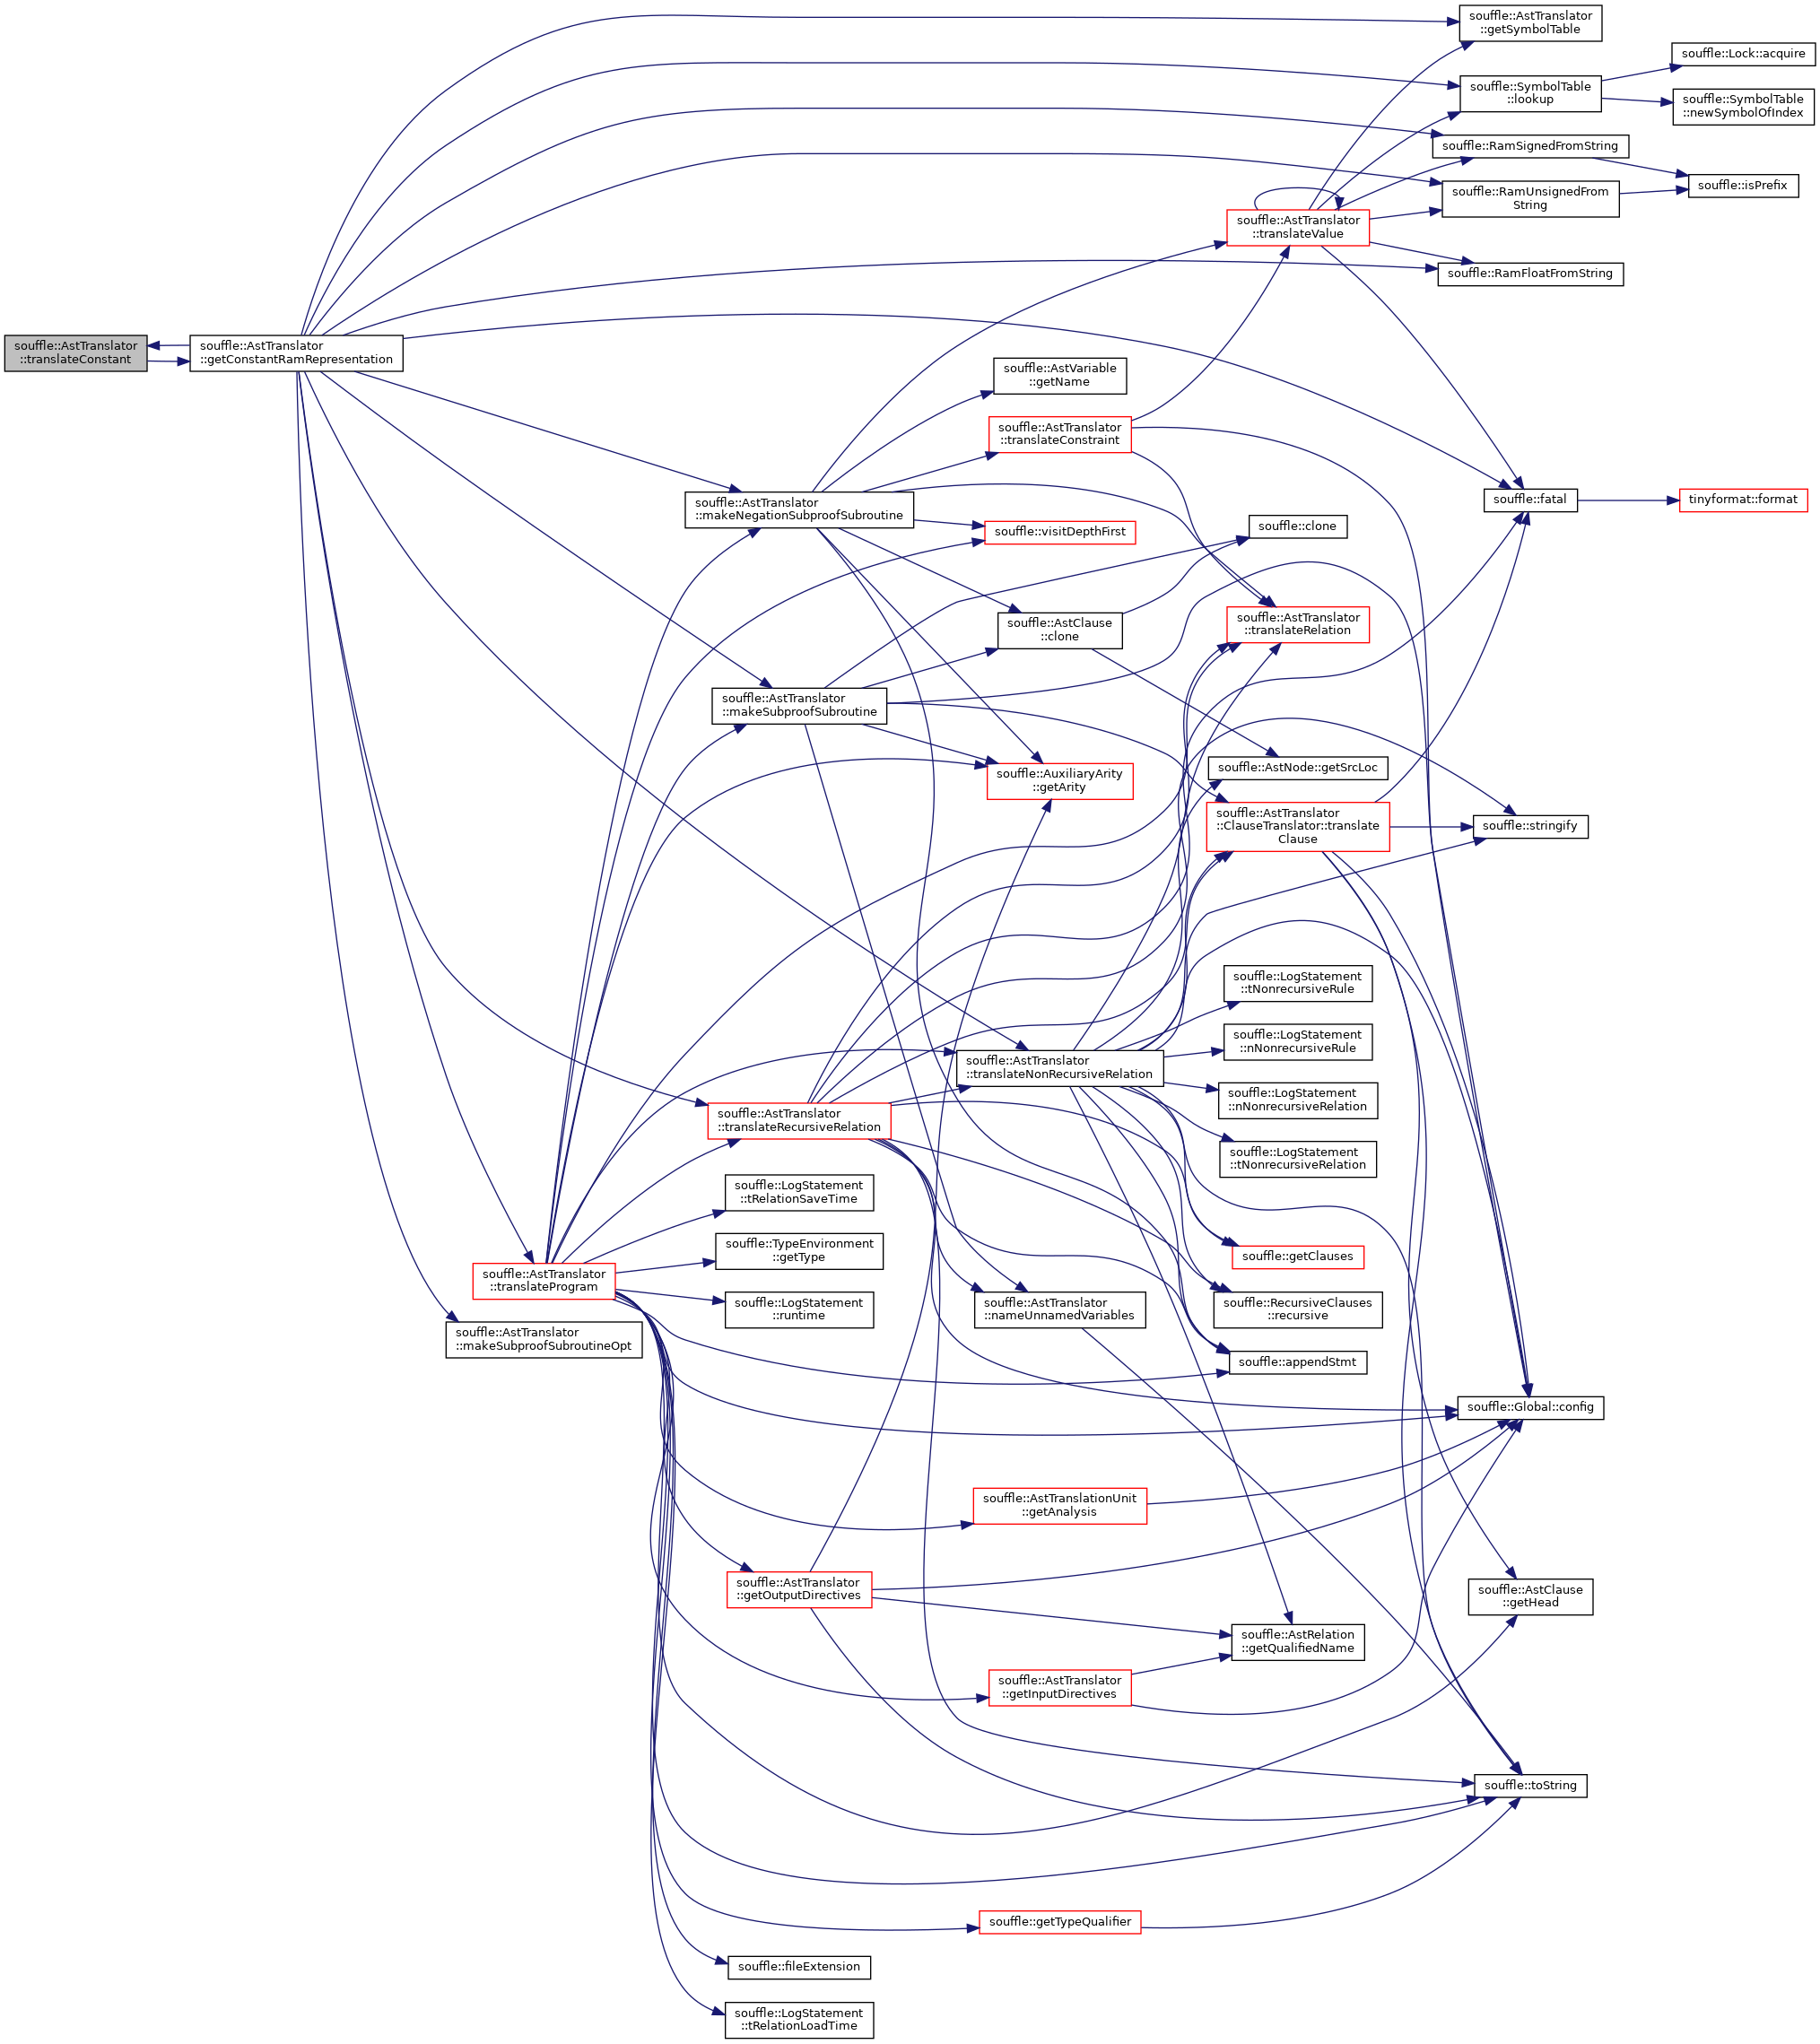 souffle::AstTranslator
::getSymbolTable
souffle::Lock::acquire
souffle::SymbolTable
::lookup
souffle::SymbolTable
::newSymbolOfIndex
souffle::RamSignedFromString
souffle::isPrefix
souffle::RamUnsignedFrom
String
souffle::AstTranslator
::translateValue
souffle::RamFloatFromString
souffle::AstTranslator
::translateConstant
souffle::AstTranslator
::getConstantRamRepresentation
souffle::AstVariable
::getName
souffle::AstTranslator
::translateConstraint
souffle::AstTranslator
::makeNegationSubproofSubroutine
souffle::fatal
tinyformat::format
souffle::visitDepthFirst
souffle::clone
souffle::AstClause
::clone
souffle::AstTranslator
::translateRelation
souffle::AstTranslator
::makeSubproofSubroutine
souffle::AuxiliaryArity
::getArity
souffle::AstNode::getSrcLoc
souffle::AstTranslator
::ClauseTranslator::translate
Clause
souffle::stringify
souffle::LogStatement
::tNonrecursiveRule
souffle::LogStatement
::nNonrecursiveRule
souffle::AstTranslator
::translateNonRecursiveRelation
souffle::LogStatement
::nNonrecursiveRelation
souffle::AstTranslator
::translateRecursiveRelation
souffle::LogStatement
::tNonrecursiveRelation
souffle::LogStatement
::tRelationSaveTime
souffle::TypeEnvironment
::getType
souffle::getClauses
souffle::AstTranslator
::translateProgram
souffle::LogStatement
::runtime
souffle::AstTranslator
::nameUnnamedVariables
souffle::RecursiveClauses
::recursive
souffle::AstTranslator
::makeSubproofSubroutineOpt
souffle::appendStmt
souffle::Global::config
souffle::AstTranslationUnit
::getAnalysis
souffle::AstTranslator
::getOutputDirectives
souffle::AstClause
::getHead
souffle::AstRelation
::getQualifiedName
souffle::AstTranslator
::getInputDirectives
souffle::toString
souffle::getTypeQualifier
souffle::fileExtension
souffle::LogStatement
::tRelationLoadTime